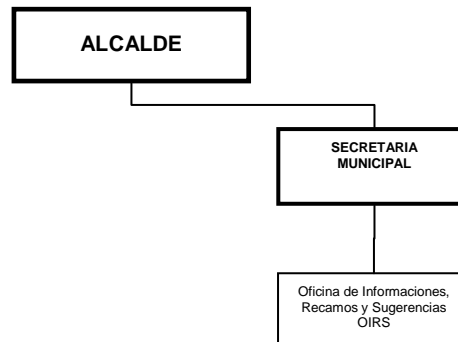 ALCALDE
SECRETARIA
MUNICIPAL
Oficina de Informaciones,
Recamos y Sugerencias
OIRS